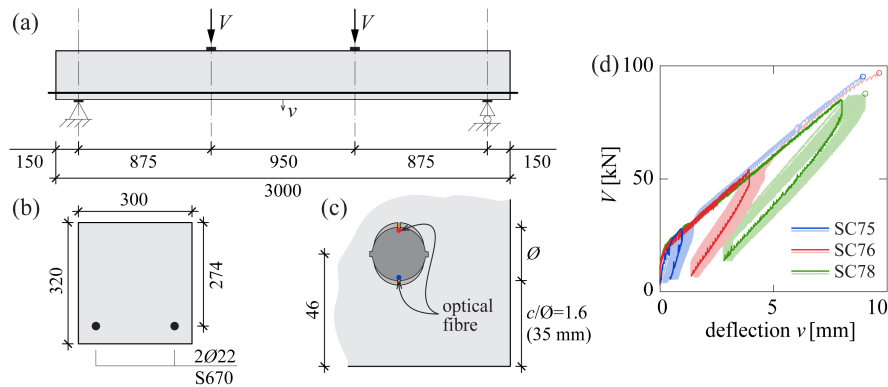 (a)
V
V
v
150
875
950
875
150
3000
(b)
300
320
274
2Ø22
S670
(c)
46
optical
fibre
Ø
c/Ø=1.6
(35 mm)
(d)
100
50
0
V [kN]
0
5
10
deflection v [mm]
SC75
SC76
SC78